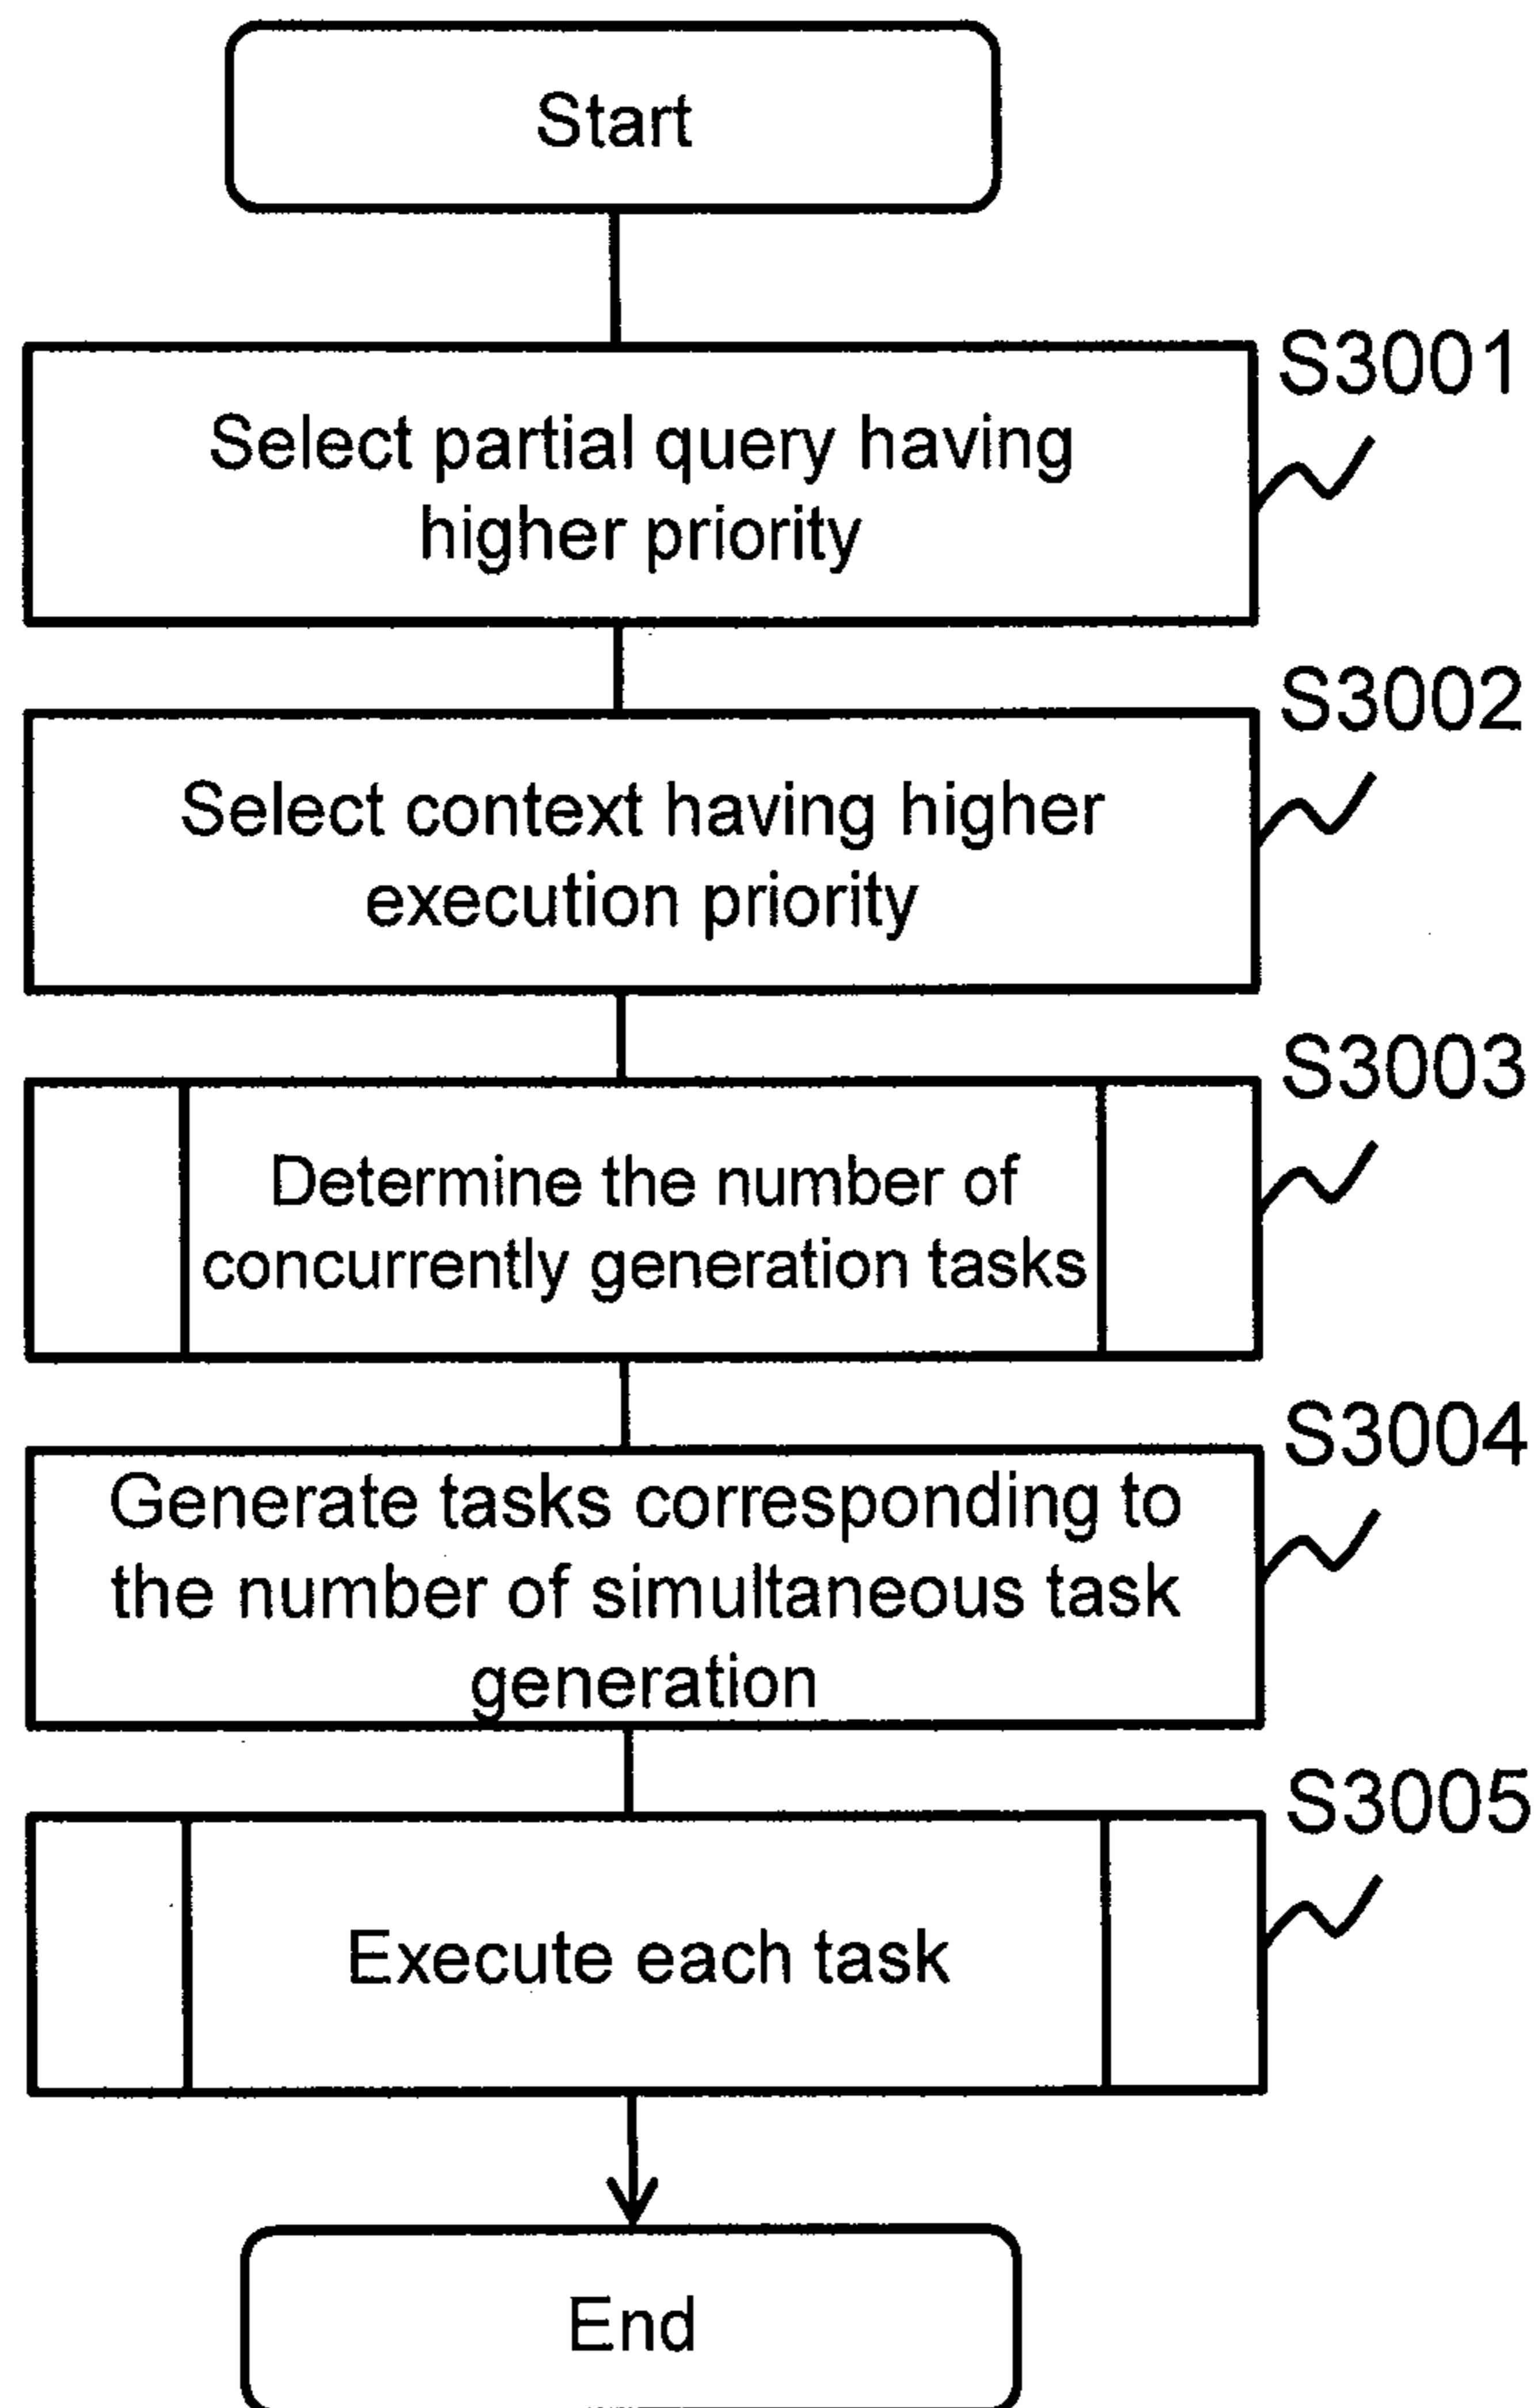 Start
S3001
Select partial query having
higher priority
S3002
Select context having higher
execution priority
S3003
Determine the number of
concurrently generation tasks
S3004
Generate tasks corresponding to
the number of simultaneous task
generation
S3005
Execute each task
End